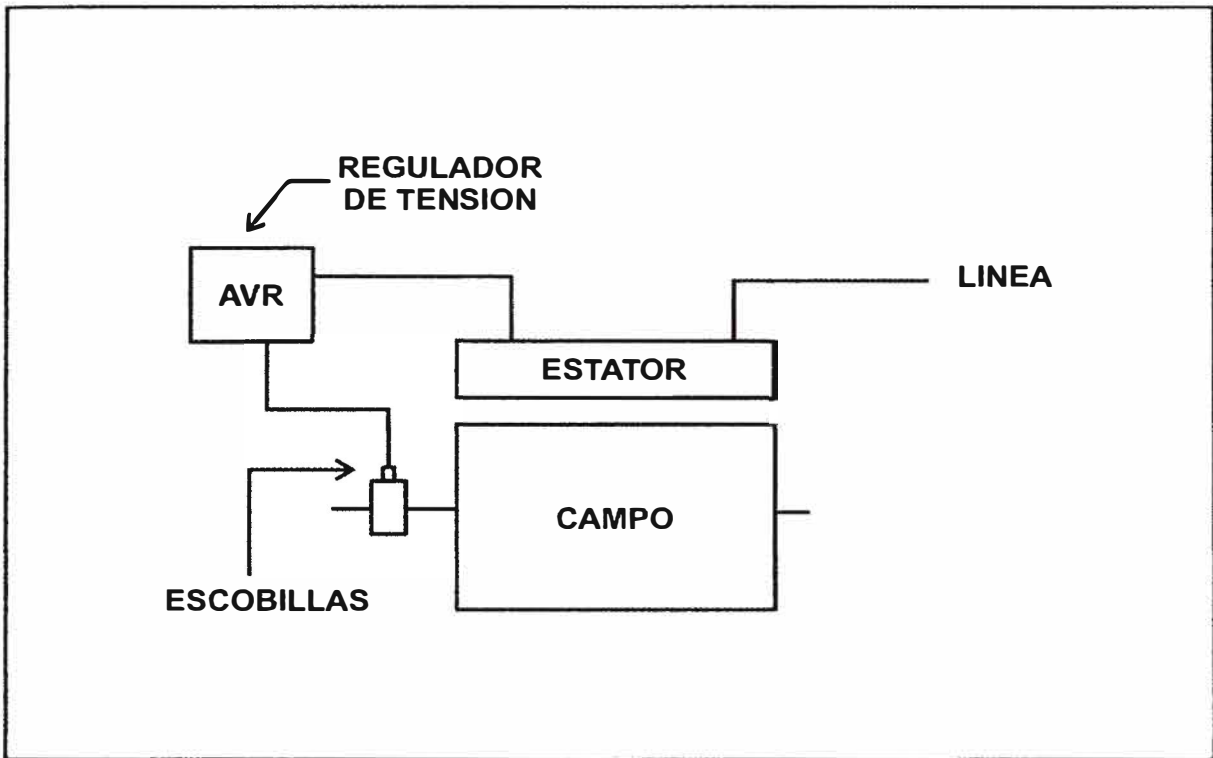 REGULADOR
DE TENSION
AVR
LINEA
ESTATOR
CAMPO
ESCOBILLAS